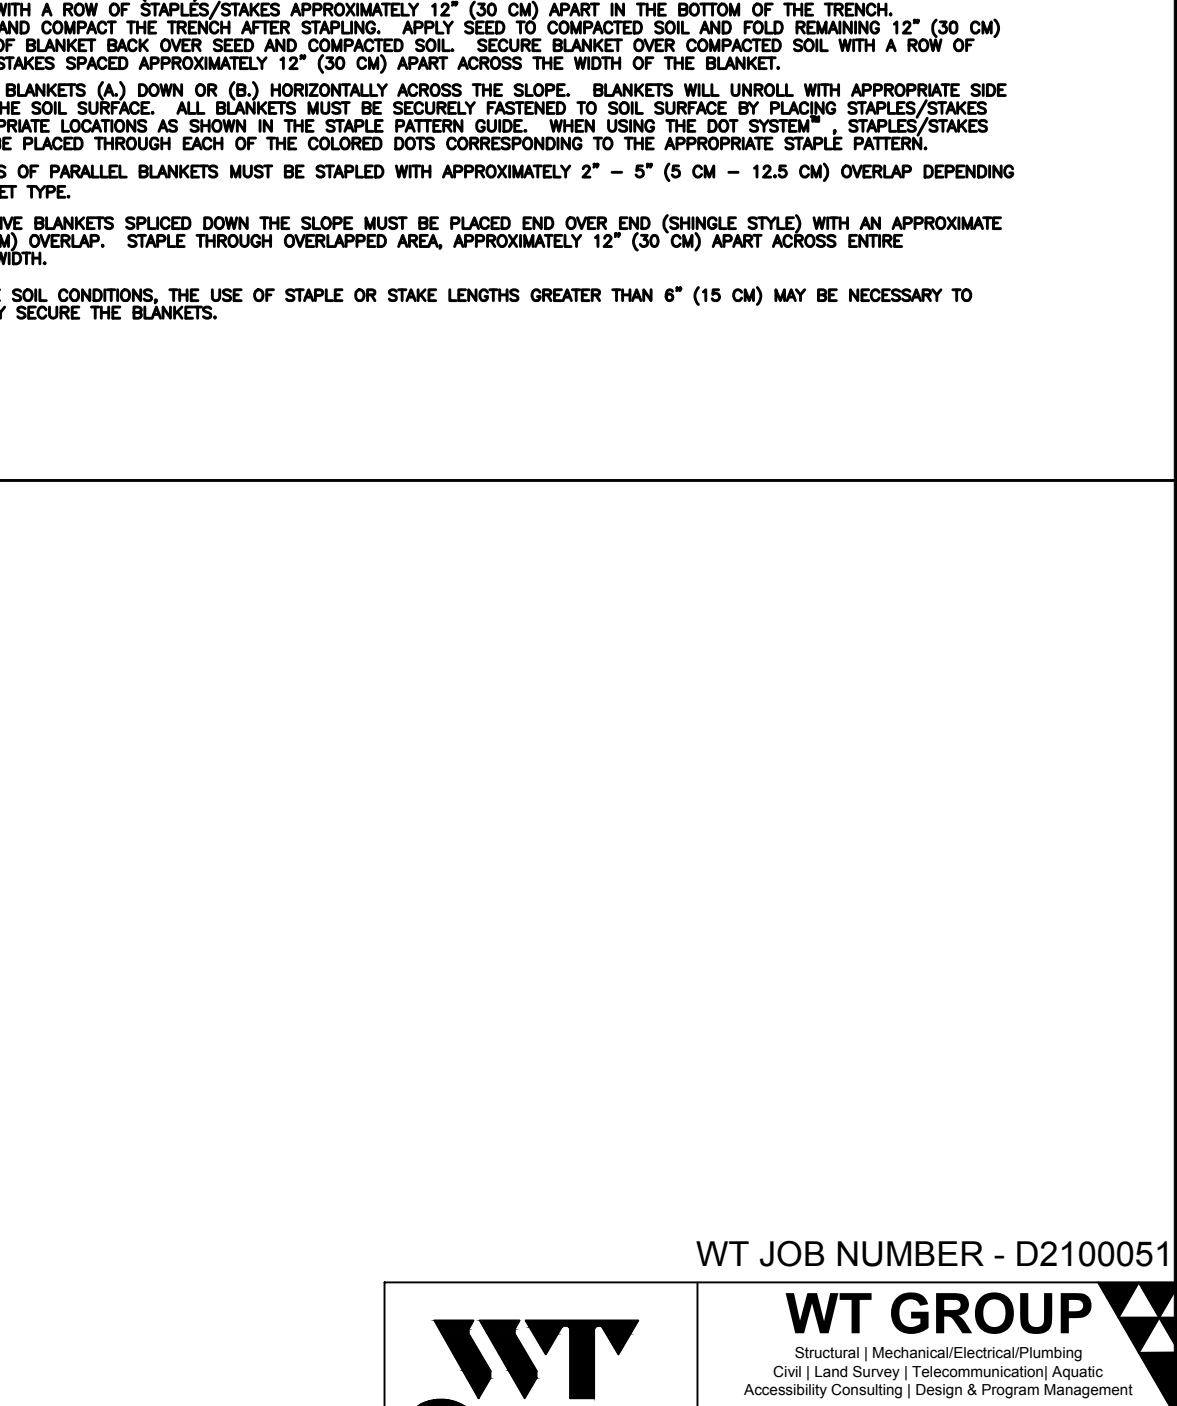 WITH A ROW OF STAPLES/STAKES APPROXIMATELY 12" (30 CM) APART IN THE BOTTOM OF THE TRENCH.
AND COMPACT THE TRENCH AFTER STAPLING. APPLY SEED TO COMPACTED SOIL AND FOLD REMAINING 12" (30 CM)
OF BLANKET BACK OVER SEED AND COMPACTED SOIL. SECURE BLANKET OVER COMPACTED SOIL WITH A ROW OF
STAKES SPACED APPROXIMATELY 12" (30 CM) APART ACROSS THE WIDTH OF THE BLANKET.
BLANKETS (A.) DOWN OR (B.) HORIZONTALLY ACROSS THE SLOPE. BLANKETS WILL UNROLL WITH APPROPRIATE SIDE
HE SOIL SURFACE. ALL BLANKETS MUST BE SECURELY FASTENED TO SOIL SURFACE BY PLACING STAPLES/STAKES
PRIATE LOCATIONS AS SHOWN IN THE STAPLE PATTERN GUIDE. WHEN USING THE DOT SYSTEM™ , STAPLES/STAKES
BE PLACED THROUGH EACH OF THE COLORED DOTS CORRESPONDING TO THE APPROPRIATE STAPLE PATTERN.
S OF PARALLEL BLANKETS MUST BE STAPLED WITH APPROXIMATELY 2" – 5" (5 CM – 12.5 CM) OVERLAP DEPENDING
ET TYPE.
IVE BLANKETS SPLICED DOWN THE SLOPE MUST BE PLACED END OVER END (SHINGLE STYLE) WITH AN APPROXIMATE
M) OVERLAP. STAPLE THROUGH OVERLAPPED AREA, APPROXIMATELY 12" (30 CM) APART ACROSS ENTIRE
WIDTH.
E SOIL CONDITIONS, THE USE OF STAPLE OR STAKE LENGTHS GREATER THAN 6" (15 CM) MAY BE NECESSARY TO
Y SECURE THE BLANKETS.
WT JOB NUMBER - D2100051
WT
WT GROUP
Structural | Mechanical/Electrical/Plumbing
Civil | Land Survey | Telecommunication| Aquatic
Accessibility Consulting | Design & Program Management